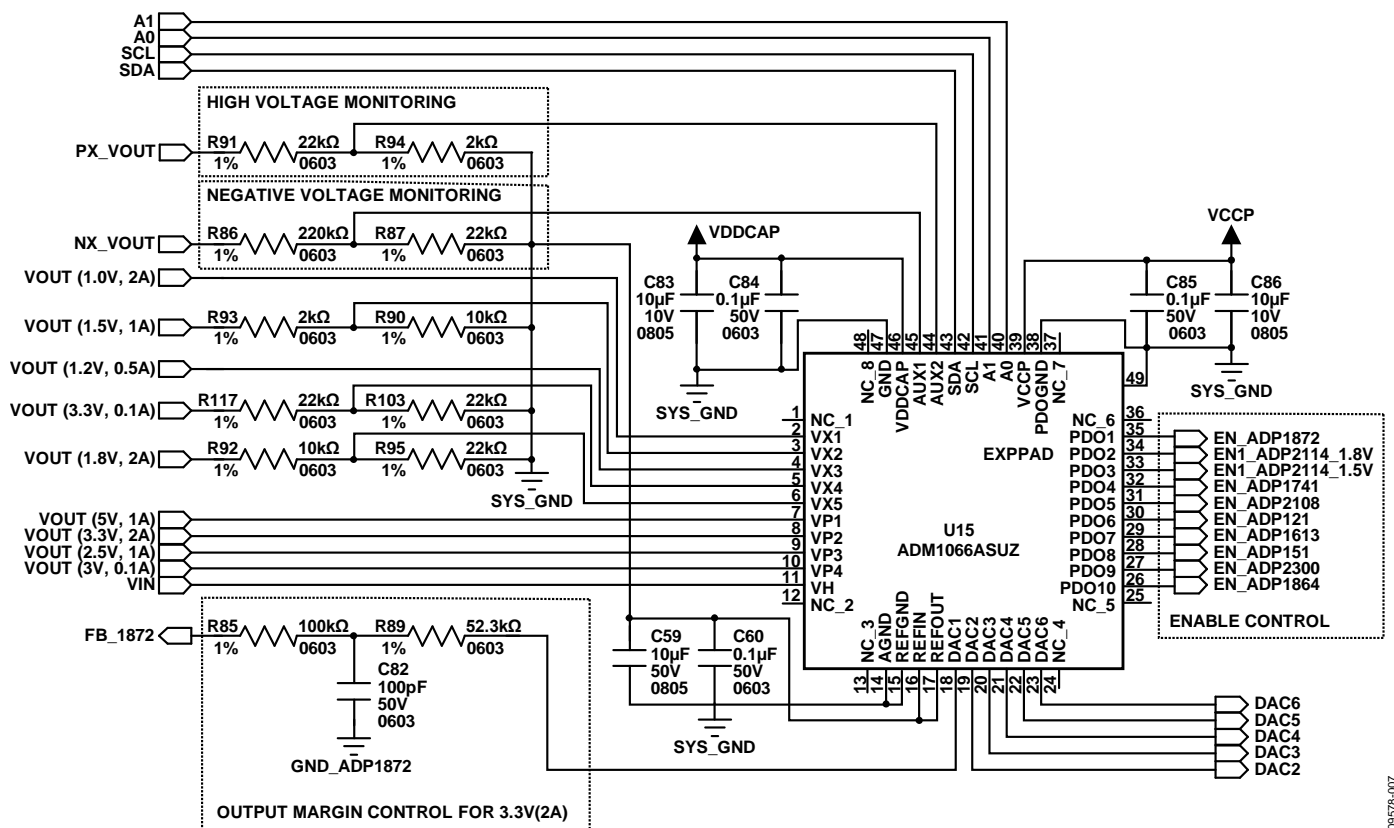 A1
A0
SCL
SDA
HIGH VOLTAGE MONITORING
PX_VOUT
R91
1%
22kΩ
0603
R94
1%
2kΩ
0603
NEGATIVE VOLTAGE MONITORING
NX_VOUT
R86
1%
220kΩ
0603
R87
1%
22kΩ
0603
VOUT (1.0V, 2A)
VOUT (1.5V, 1A)
R93
1%
2kΩ
0603
R90
1%
10kΩ
0603
VOUT (1.2V, 0.5A)
VOUT (3.3V, 0.1A)
R117
1%
22kΩ
0603
R103
1%
22kΩ
0603
VOUT (1.8V, 2A)
R92
1%
10kΩ
0603
R95
1%
22kΩ
0603
SYS_GND
VOUT (5V, 1A)
VOUT (3.3V, 2A)
VOUT (2.5V, 1A)
VOUT (3V, 0.1A)
VIN
VDDCAP
C83
10µF
10V
0805
C84
0.1µF
50V
0603
SYS_GND
VCCP
C85
0.1µF
50V
0603
C86
10µF
10V
0805
SYS_GND
48
47
46
45
44
43
42
41
40
39
38
37
NC_8
GND
VDDCAP
AUX1
AUX2
SDA
SCL
A1
A0
VCCP
PDOGND
NC_7
49
EXPPAD
1 NC_1
2 VX1
3 VX2
4 VX3
5 VX4
6 VX5
7 VP1
8 VP2
9 VP3
10 VP4
11 VH
12 NC_2
U15
ADM1066ASUZ
NC_6 36
PDO1 35 EN_ADP1872
PDO2 34 EN1_ADP2114_1.8V
PDO3 33 EN1_ADP2114_1.5V
PDO4 32 EN_ADP1741
PDO5 31 EN_ADP2108
PDO6 30 EN_ADP121
PDO7 29 EN_ADP1613
PDO8 28 EN_ADP151
PDO9 27 EN_ADP2300
PDO10 26 EN_ADP1864
NC_5 25
ENABLE CONTROL
NC_3
AGND
REFGND
REFIN
REFOUT
DAC1
DAC2
DAC3
DAC4
DAC5
DAC6
NC_4
13
14
15
16
17
18
19
20
21
22
23
24
FB_1872
R85
1%
100kΩ
0603
R89
1%
52.3kΩ
0603
C82
100pF
50V
0603
GND_ADP1872
OUTPUT MARGIN CONTROL FOR 3.3V(2A)
C59
10µF
50V
0805
C60
0.1µF
50V
0603
SYS_GND
DAC6
DAC5
DAC4
DAC3
DAC2
09578-007